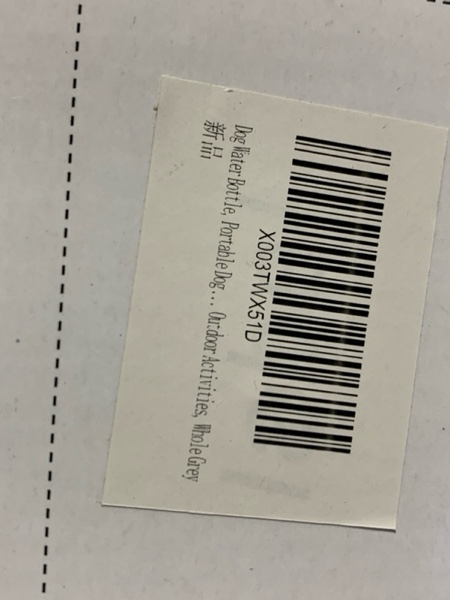 X003TWX51D
Dog Water Bottle, Portable Dog... Outdoor Activities, Whole Grey
新品